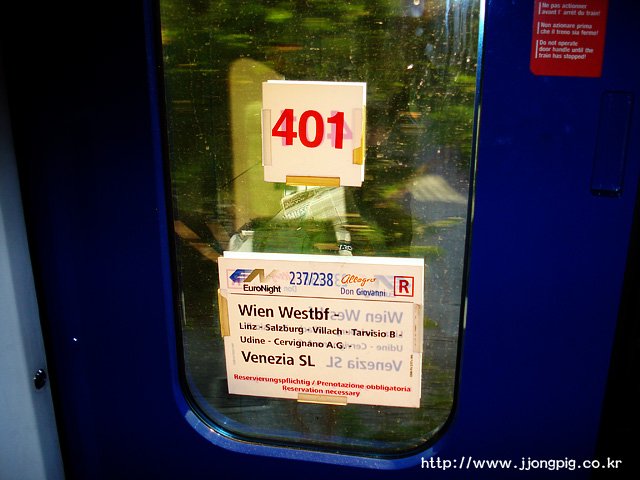 Ne pas actionner
avant l' arrêt du train!
Non azionare prima
che il treno sia fermo!
Do not operate
door handle until the
train has stopped!
401
EN 237/238 Allegro R
EuroNight Don Giovanni
Wien Westbf -
Linz - Salzburg - Villach - Tarvisio B -
Udine - Cervignano A.G. -
Venezia SL
Reservierungspflichtig / Prenotazione obbligatoria
Reservation necessary
http://www.jjongpig.co.kr